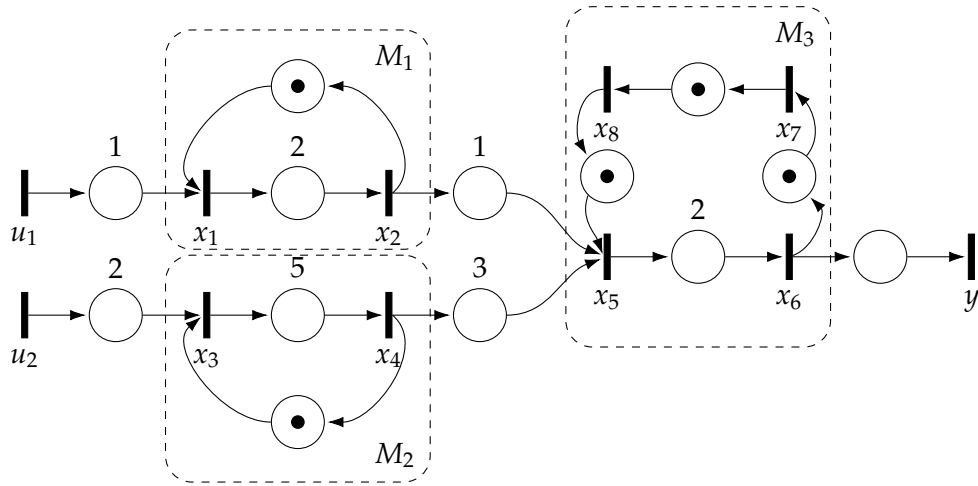 M₁
M₃
1
2
1
x₈
x₇
u₁
x₁
x₂
2
2
5
3
x₅
x₆
y
u₂
x₃
x₄
M₂